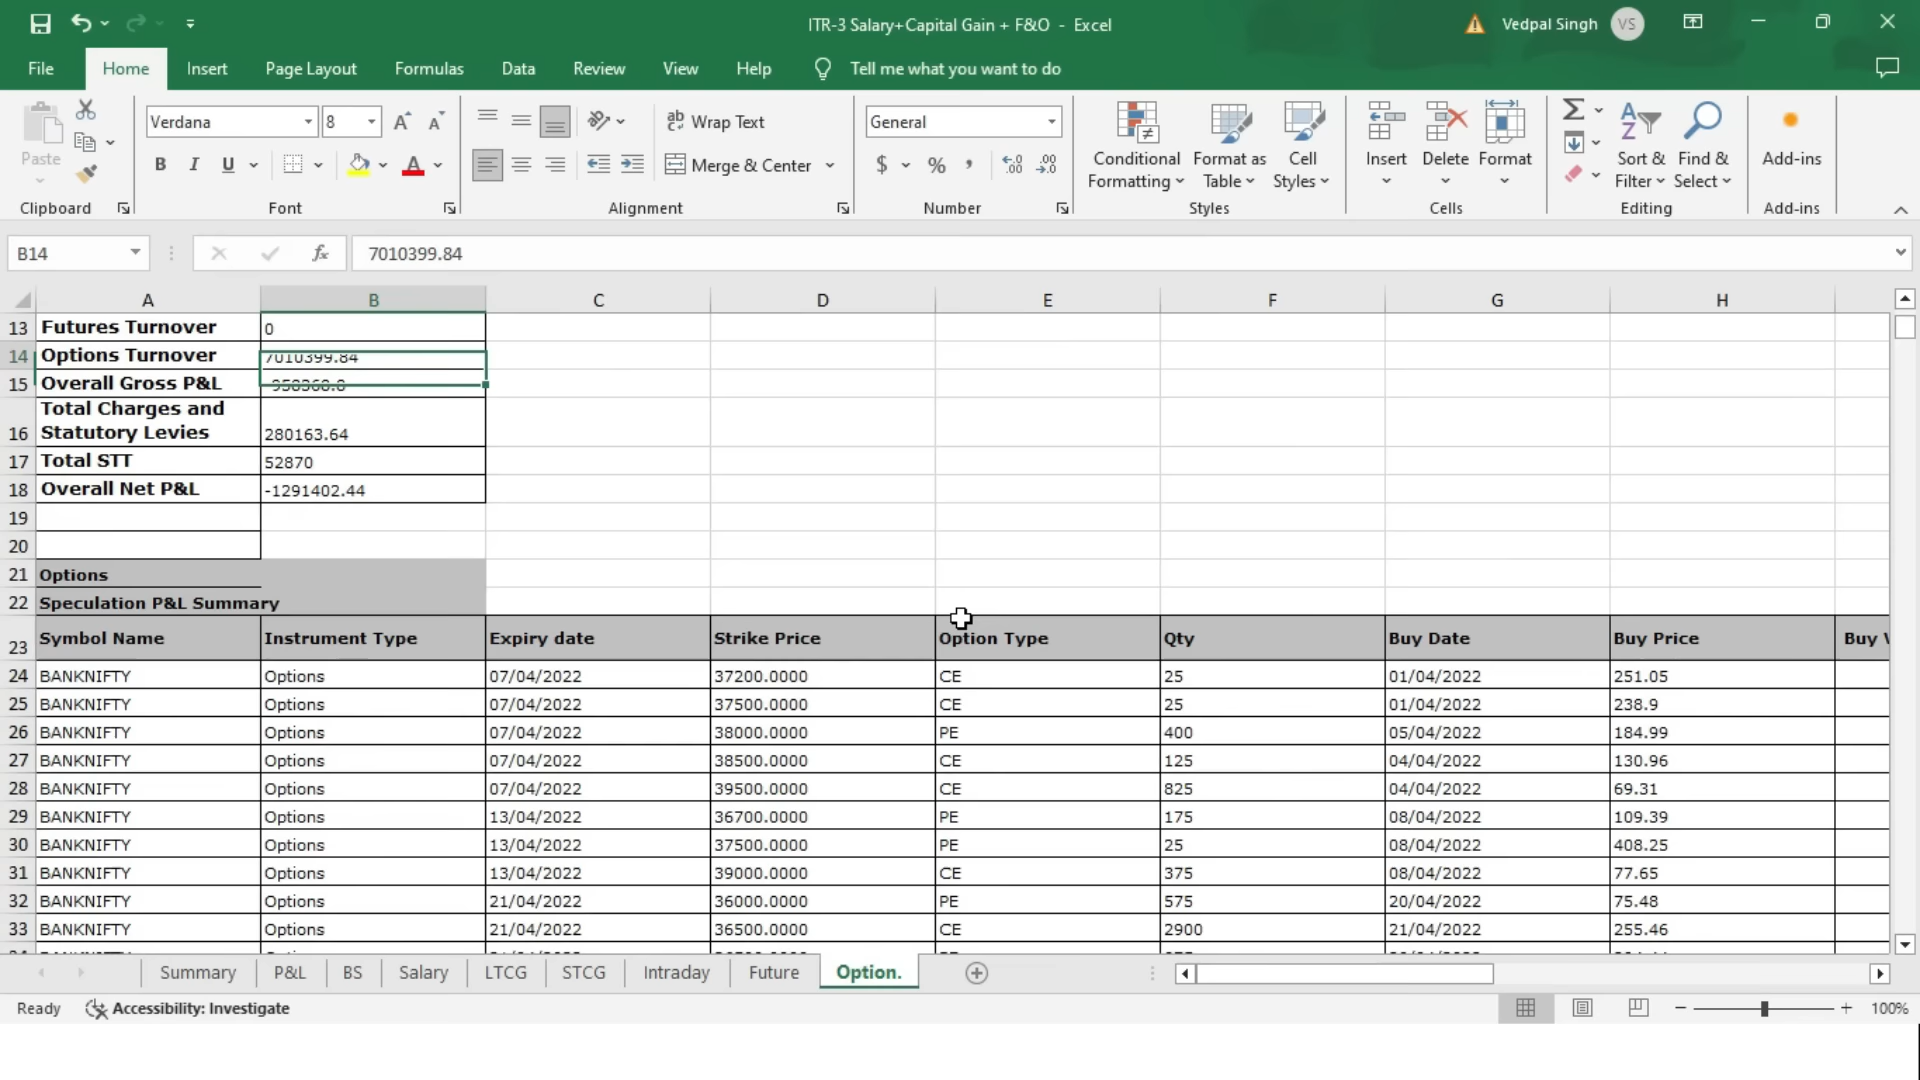 ITR-3 Salary+Capital Gain + F&O - Excel
Vedpal Singh VS
File Home Insert Page Layout Formulas Data Review View Help Tell me what you want to do
Paste
Clipboard
Verdana 8
B I U A
Font
ab Wrap Text
Merge & Center
Alignment
General
$ % ,
Number
Conditional Formatting
Format as Table
Cell Styles
Styles
Insert Delete Format
Cells
Sort & Filter
Find & Select
Editing
Add-ins
Add-ins
B14 fx 7010399.84
A B C D E F G H
13 Futures Turnover 0
14 Options Turnover 7010399.84
15 Overall Gross P&L
Total Charges and
16 Statutory Levies 280163.64
17 Total STT 52870
18 Overall Net P&L -1291402.44
19
20
21 Options
22 Speculation P&L Summary
23 Symbol Name Instrument Type Expiry date Strike Price Option Type Qty Buy Date Buy Price Buy
24 BANKNIFTY Options 07/04/2022 37200.0000 CE 25 01/04/2022 251.05
25 BANKNIFTY Options 07/04/2022 37500.0000 CE 25 01/04/2022 238.9
26 BANKNIFTY Options 07/04/2022 38000.0000 PE 400 05/04/2022 184.99
27 BANKNIFTY Options 07/04/2022 38500.0000 CE 125 04/04/2022 130.96
28 BANKNIFTY Options 07/04/2022 39500.0000 CE 825 04/04/2022 69.31
29 BANKNIFTY Options 13/04/2022 36700.0000 PE 175 08/04/2022 109.39
30 BANKNIFTY Options 13/04/2022 37500.0000 PE 25 08/04/2022 408.25
31 BANKNIFTY Options 13/04/2022 39000.0000 CE 375 08/04/2022 77.65
32 BANKNIFTY Options 21/04/2022 36000.0000 PE 575 20/04/2022 75.48
33 BANKNIFTY Options 21/04/2022 36500.0000 CE 2900 21/04/2022 255.46
Summary P&L BS Salary LTCG STCG Intraday Future Option.
Ready Accessibility: Investigate 100%